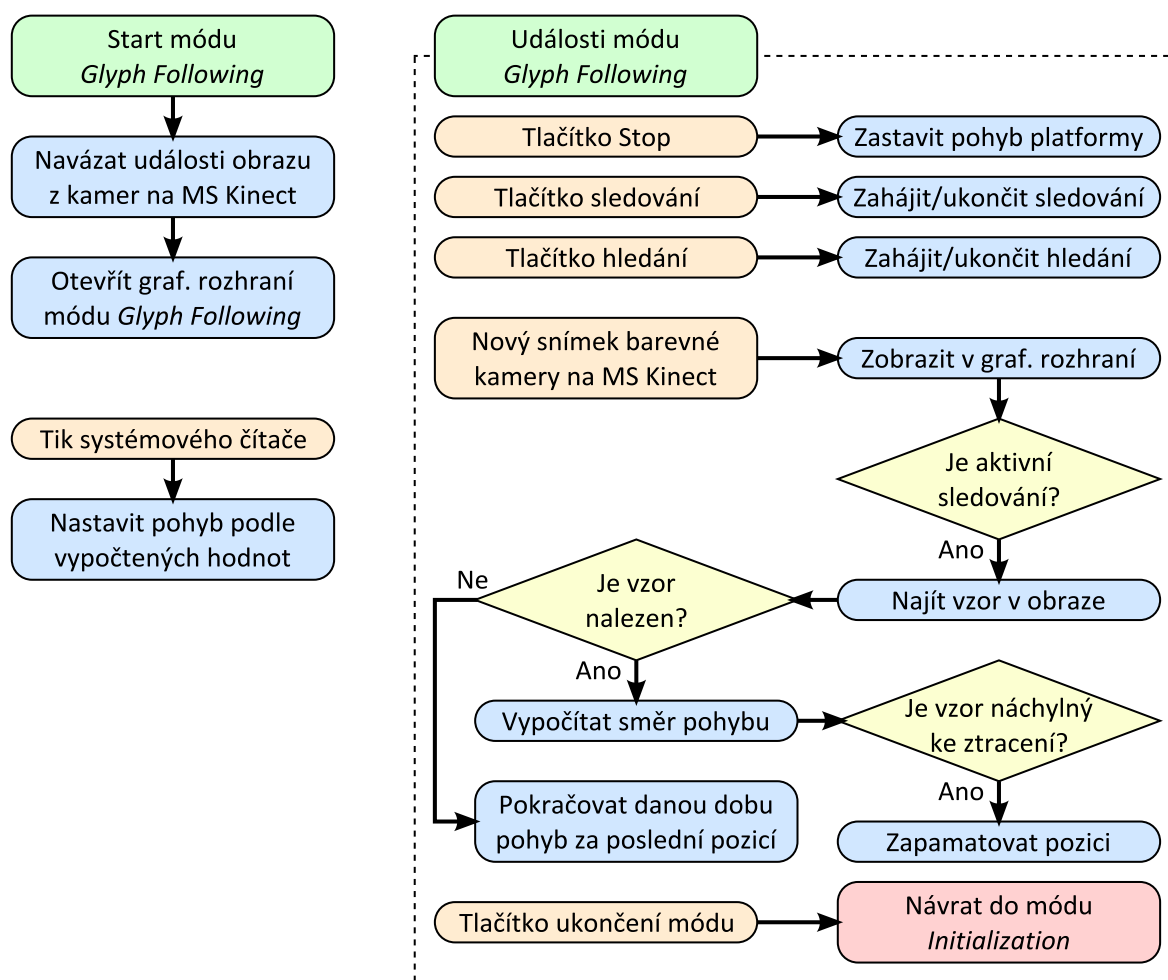 Start módu
Glyph Following
Navázat události obrazu
z kamer na MS Kinect
Otevřít graf. rozhraní
módu Glyph Following
Tik systémového čítače
Nastavit pohyb podle
vypočtených hodnot
Události módu
Glyph Following
Tlačítko Stop
Zastavit pohyb platformy
Tlačítko sledování
Zahájit/ukončit sledování
Tlačítko hledání
Zahájit/ukončit hledání
Nový snímek barevné
kamery na MS Kinect
Zobrazit v graf. rozhraní
Je aktivní
sledování?
Ano
Najít vzor v obraze
Je vzor
nalezen?
Ne
Ano
Vypočítat směr pohybu
Je vzor náchylný
ke ztracení?
Ano
Zapamatovat pozici
Pokračovat danou dobu
pohyb za poslední pozicí
Tlačítko ukončení módu
Návrat do módu
Initialization